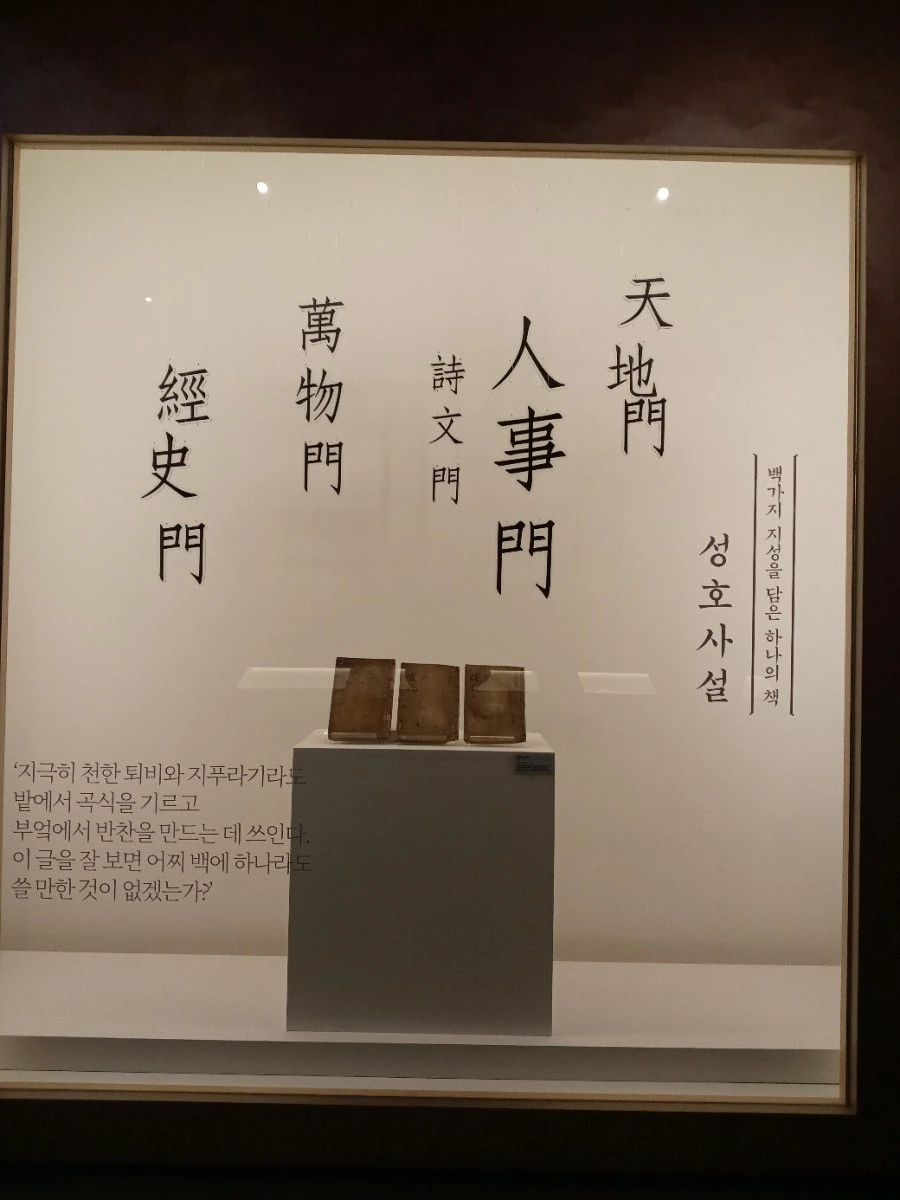 백가지 지성을 담은 하나의 책
성호사설
天地門
人事門
詩文門
萬物門
經史門
‘지극히 천한 퇴비와 지푸라기라도
밭에서 곡식을 기르고
부엌에서 반찬을 만드는 데 쓰인다.
이 글을 잘 보면 어찌 백에 하나라도
쓸 만한 것이 없겠는가?’